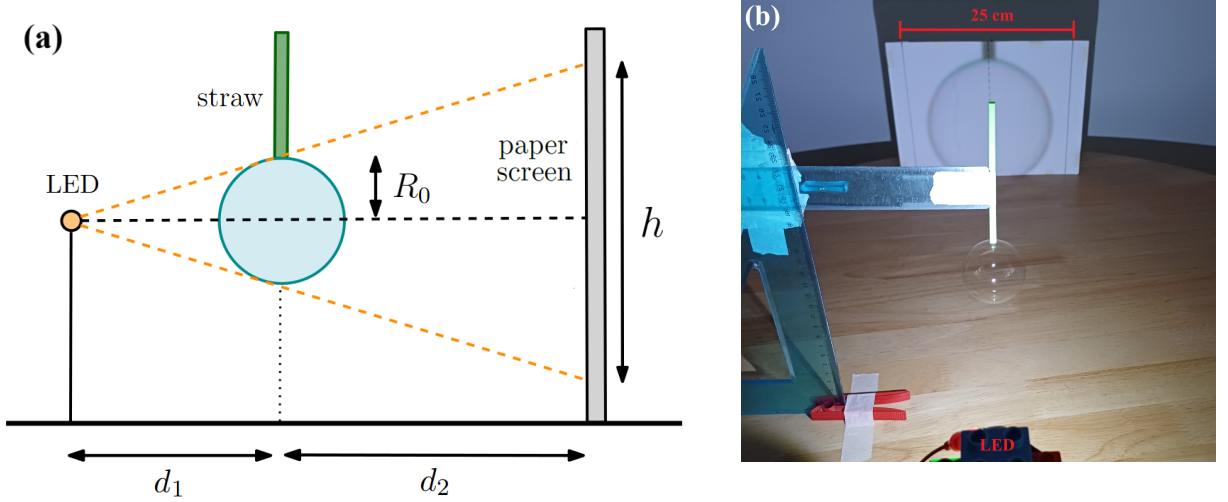 (a)
straw
LED
R₀
paper
screen
h
d₁
d₂
(b)
25 cm
LED